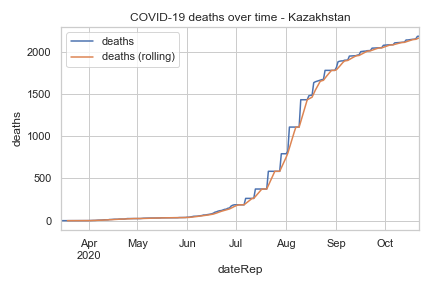 COVID-19 deaths over time - Kazakhstan
deaths
deaths (rolling)
2000
1500
1000
500
0
deaths
Apr May Jun Jul Aug Sep Oct
2020
dateRep